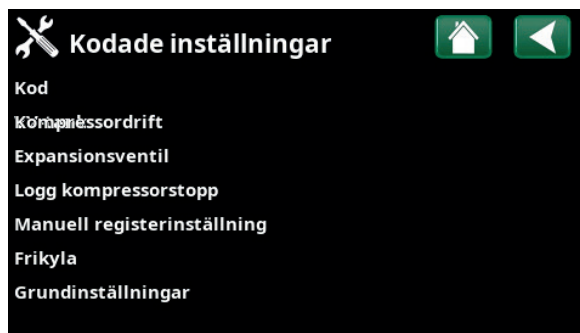 Kodade inställningar
Kod
Kompressordrift
Expansionsventil
Logg kompressorstopp
Manuell registerinställning
Frikyla
Grundinställningar